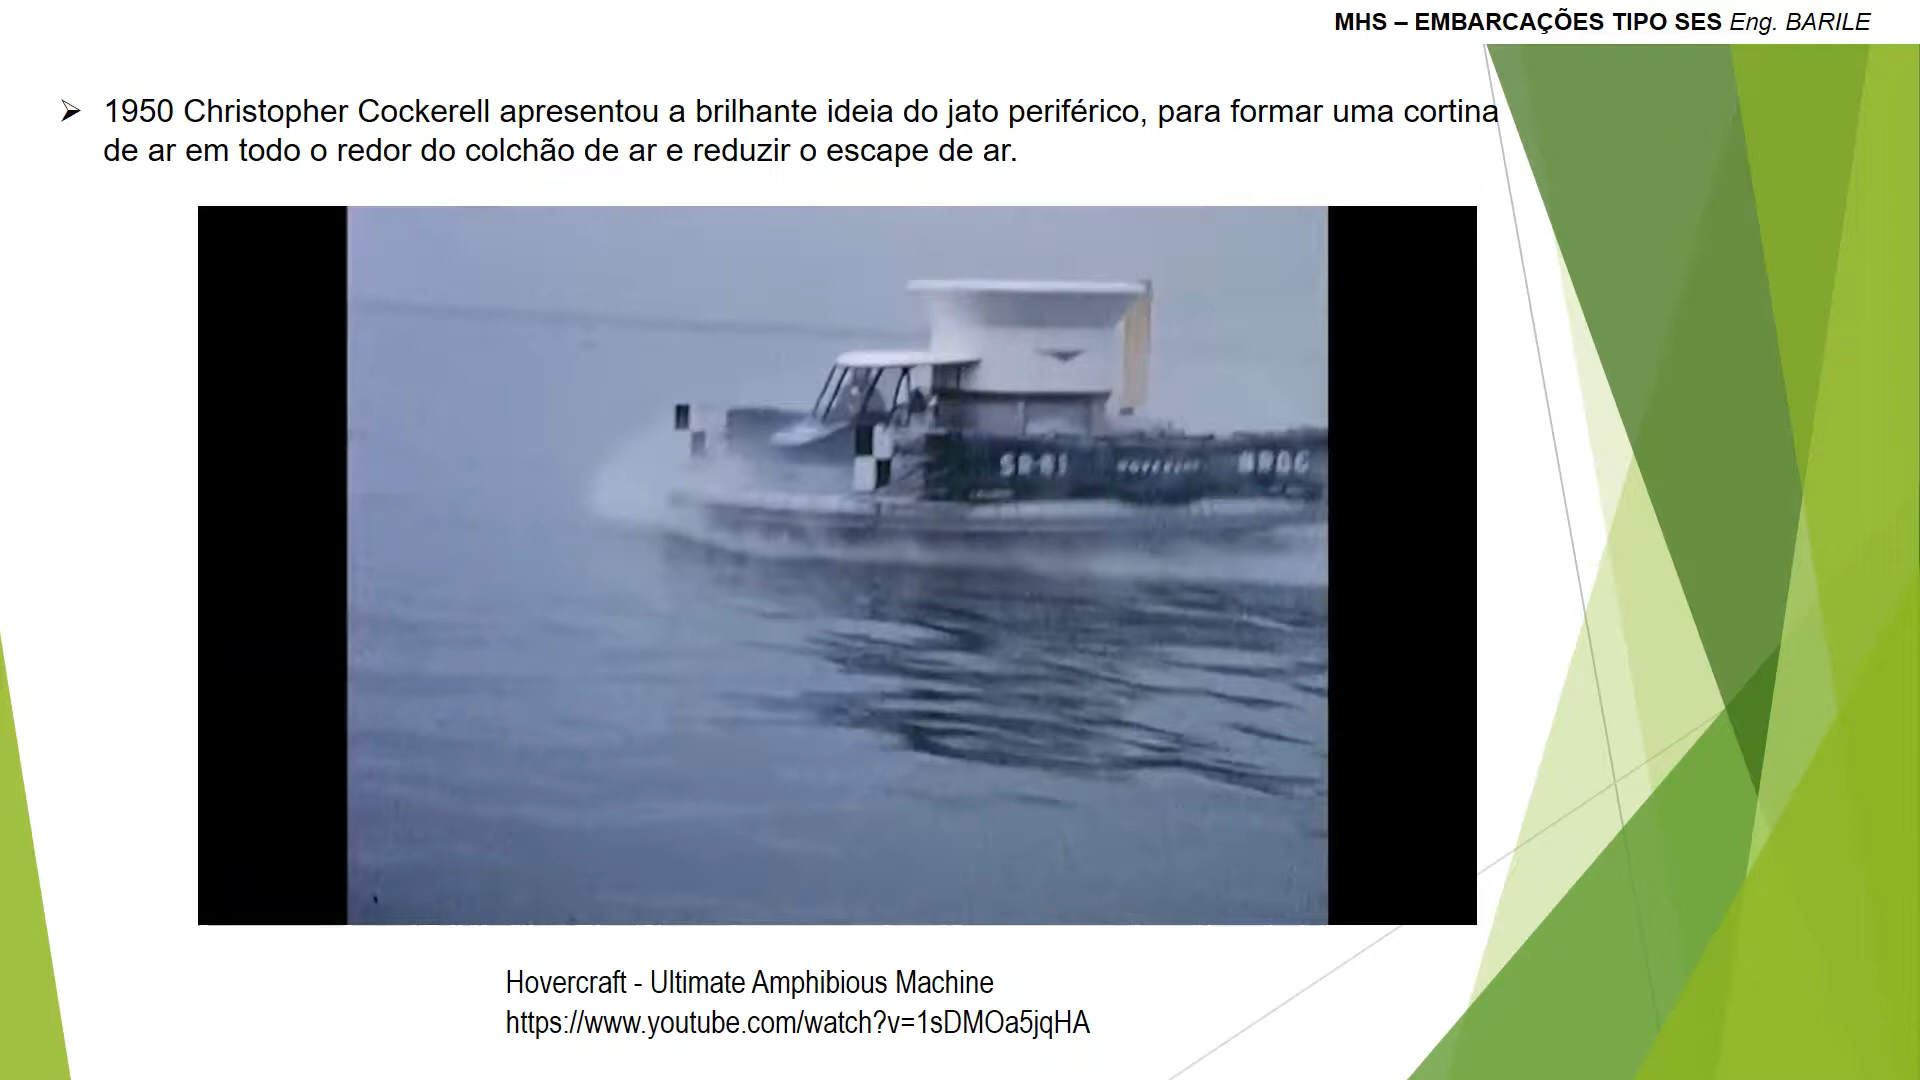 MHS – EMBARCAÇÕES TIPO SES Eng. BARILE
➢ 1950 Christopher Cockerell apresentou a brilhante ideia do jato periférico, para formar uma cortina
de ar em todo o redor do colchão de ar e reduzir o escape de ar.
Hovercraft - Ultimate Amphibious Machine
https://www.youtube.com/watch?v=1sDMOa5jqHA